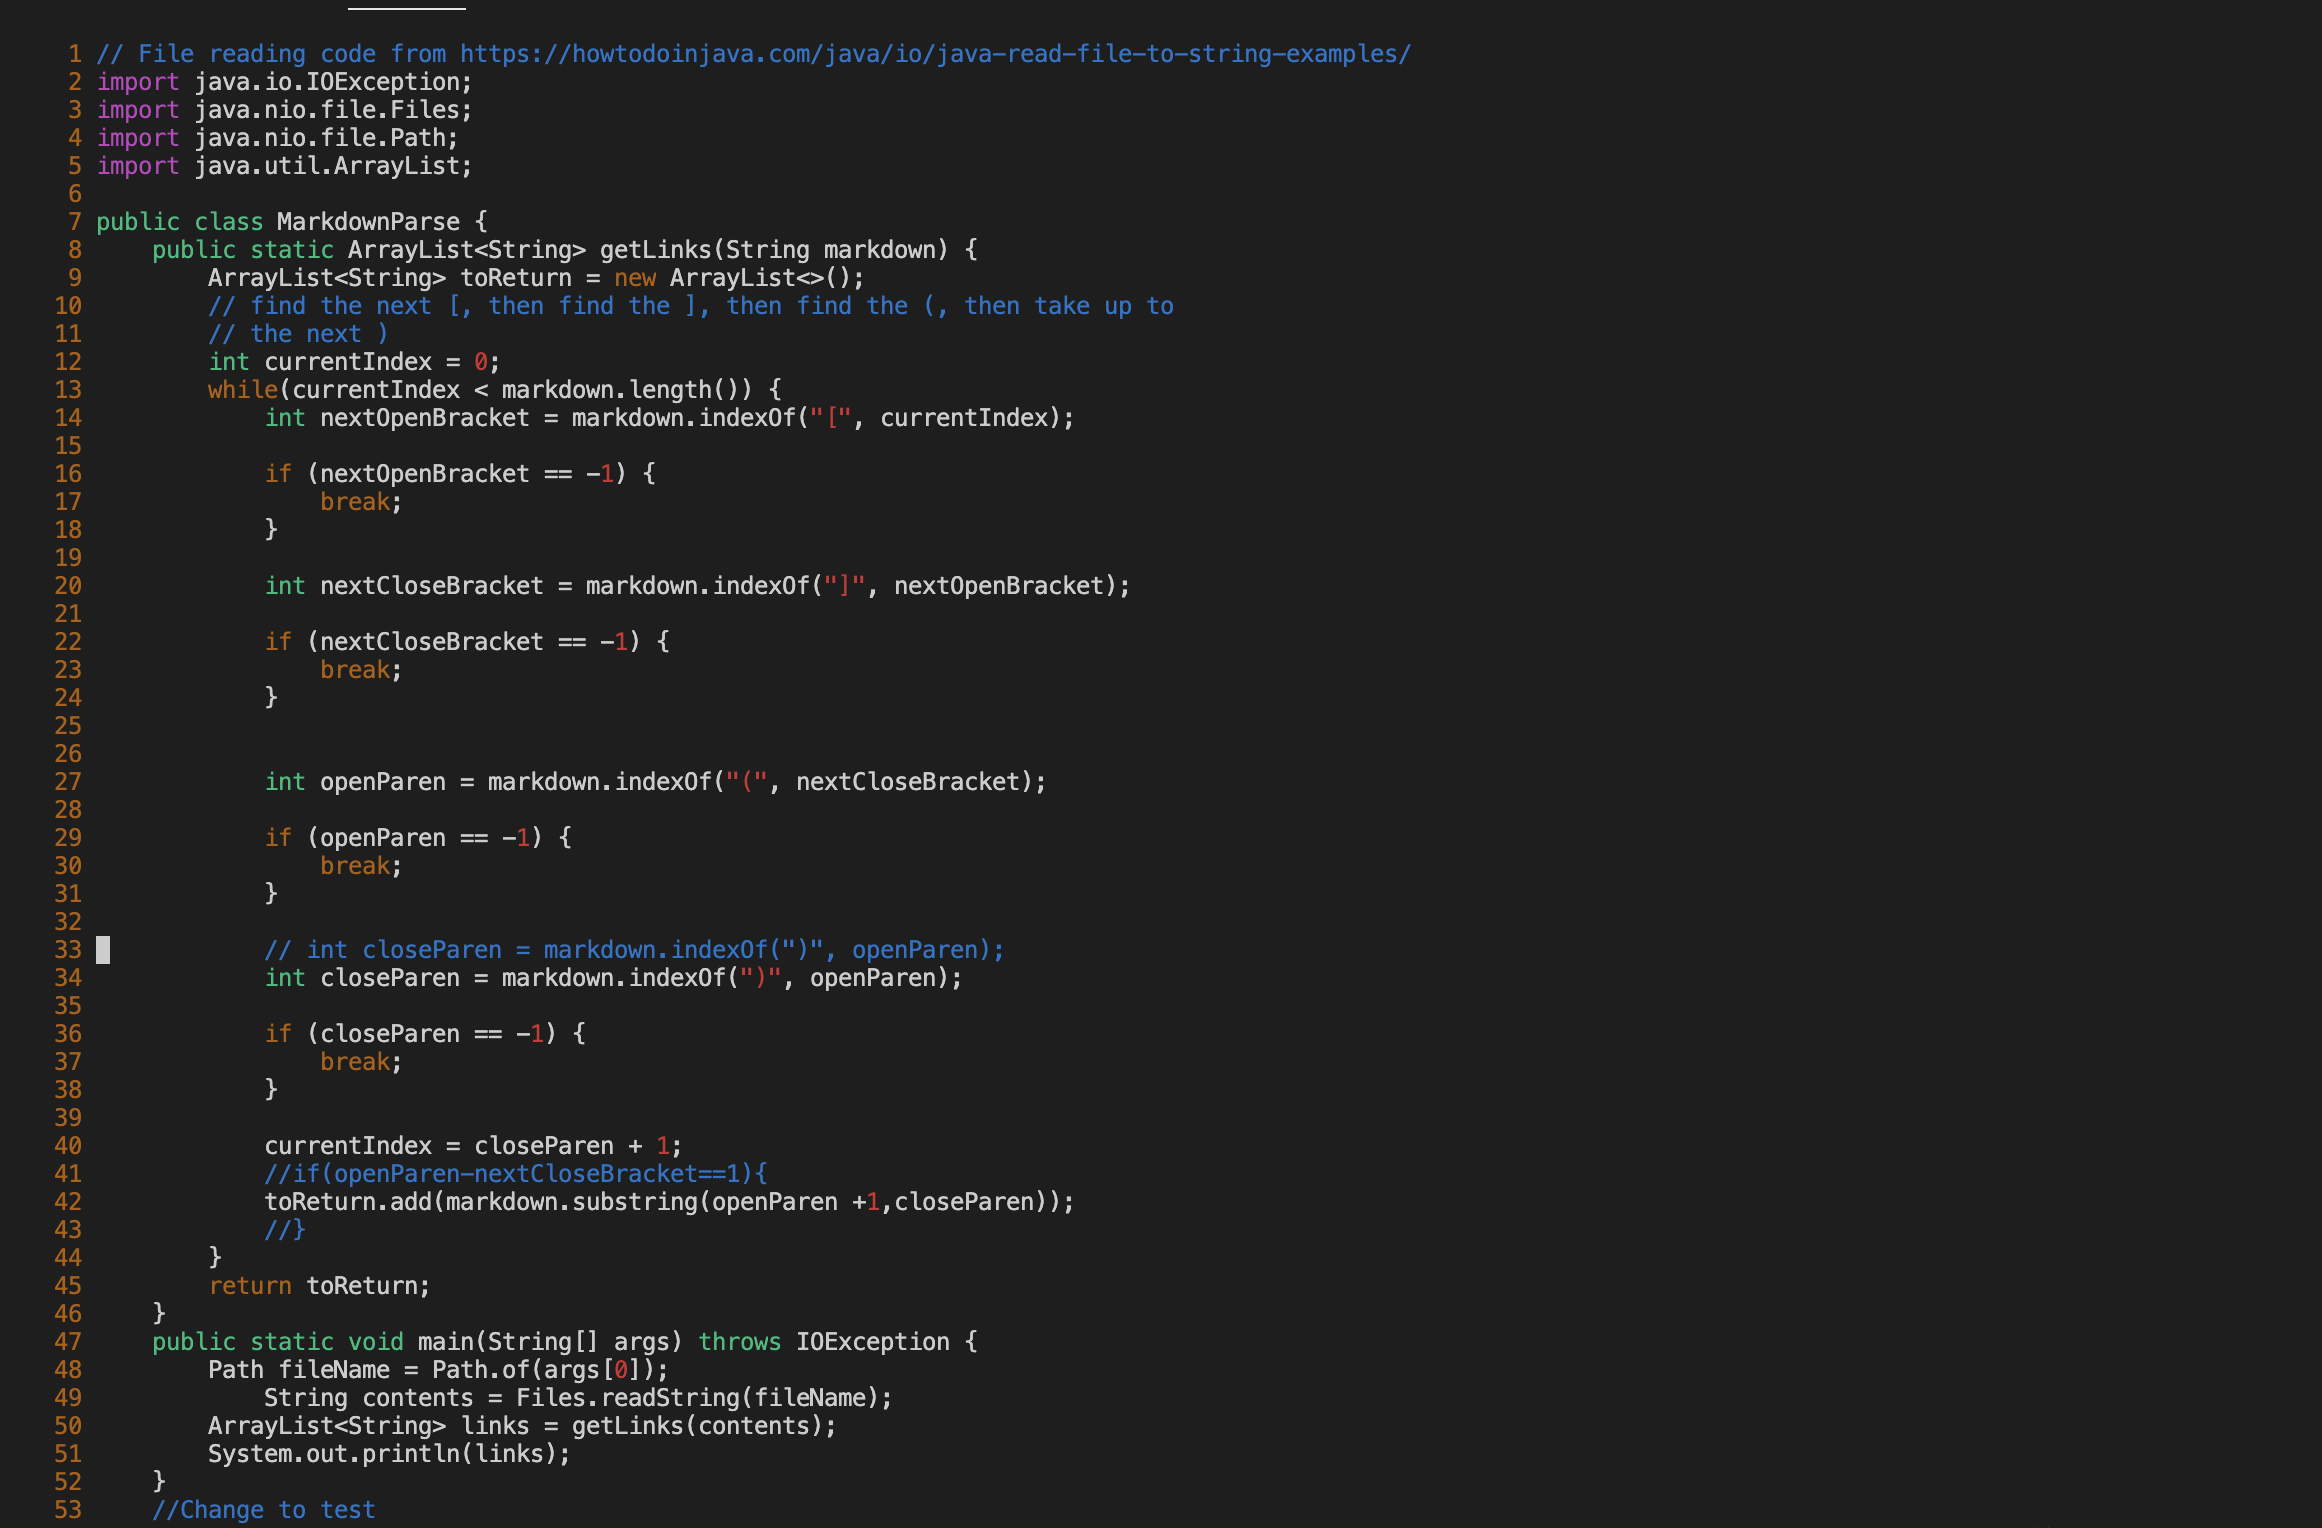 1 // File reading code from https://howtodoinjava.com/java/io/java-read-file-to-string-examples/
2 import java.io.IOException;
3 import java.nio.file.Files;
4 import java.nio.file.Path;
5 import java.util.ArrayList;
6
7 public class MarkdownParse {
8     public static ArrayList<String> getLinks(String markdown) {
9         ArrayList<String> toReturn = new ArrayList<>();
10         // find the next [, then find the ], then find the (, then take up to
11         // the next )
12         int currentIndex = 0;
13         while(currentIndex < markdown.length()) {
14             int nextOpenBracket = markdown.indexOf("[", currentIndex);
15
16             if (nextOpenBracket == -1) {
17                 break;
18             }
19
20             int nextCloseBracket = markdown.indexOf("]", nextOpenBracket);
21
22             if (nextCloseBracket == -1) {
23                 break;
24             }
25
26
27             int openParen = markdown.indexOf("(", nextCloseBracket);
28
29             if (openParen == -1) {
30                 break;
31             }
32
33             // int closeParen = markdown.indexOf(")", openParen);
34             int closeParen = markdown.indexOf(")", openParen);
35
36             if (closeParen == -1) {
37                 break;
38             }
39
40             currentIndex = closeParen + 1;
41             //if(openParen-nextCloseBracket==1){
42             toReturn.add(markdown.substring(openParen +1,closeParen));
43             //}
44         }
45         return toReturn;
46     }
47     public static void main(String[] args) throws IOException {
48         Path fileName = Path.of(args[0]);
49             String contents = Files.readString(fileName);
50         ArrayList<String> links = getLinks(contents);
51         System.out.println(links);
52     }
53     //Change to test